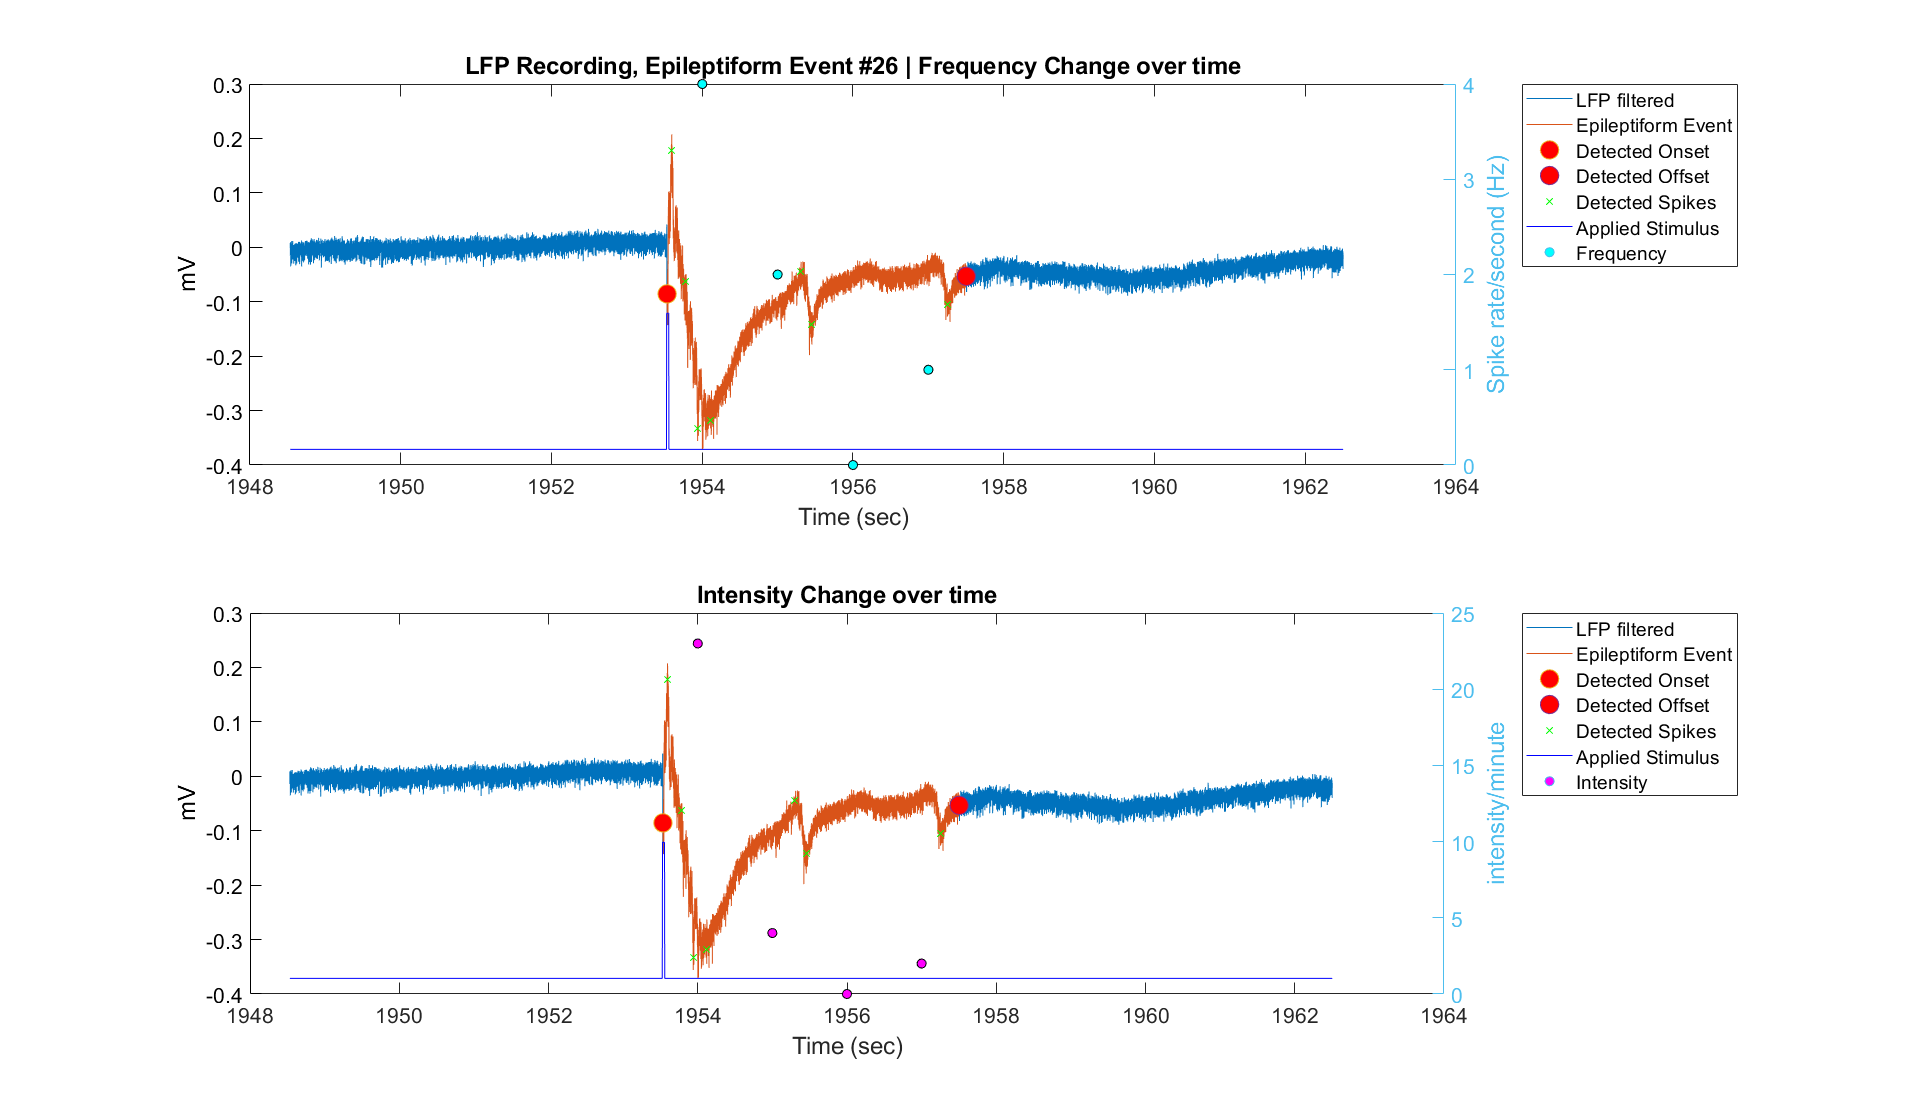 LFP Recording, Epileptiform Event #26 | Frequency Change over time
0.3
0.2
0.1
0
-0.1
-0.2
-0.3
-0.4
mV
1948
1950
1952
1954
1956
1958
1960
1962
1964
Time (sec)
4
3
2
1
0
Spike rate/second (Hz)
LFP filtered
Epileptiform Event
Detected Onset
Detected Offset
Detected Spikes
Applied Stimulus
Frequency
Intensity Change over time
0.3
0.2
0.1
0
-0.1
-0.2
-0.3
-0.4
mV
1948
1950
1952
1954
1956
1958
1960
1962
1964
Time (sec)
25
20
15
10
5
0
intensity/minute
LFP filtered
Epileptiform Event
Detected Onset
Detected Offset
Detected Spikes
Applied Stimulus
Intensity